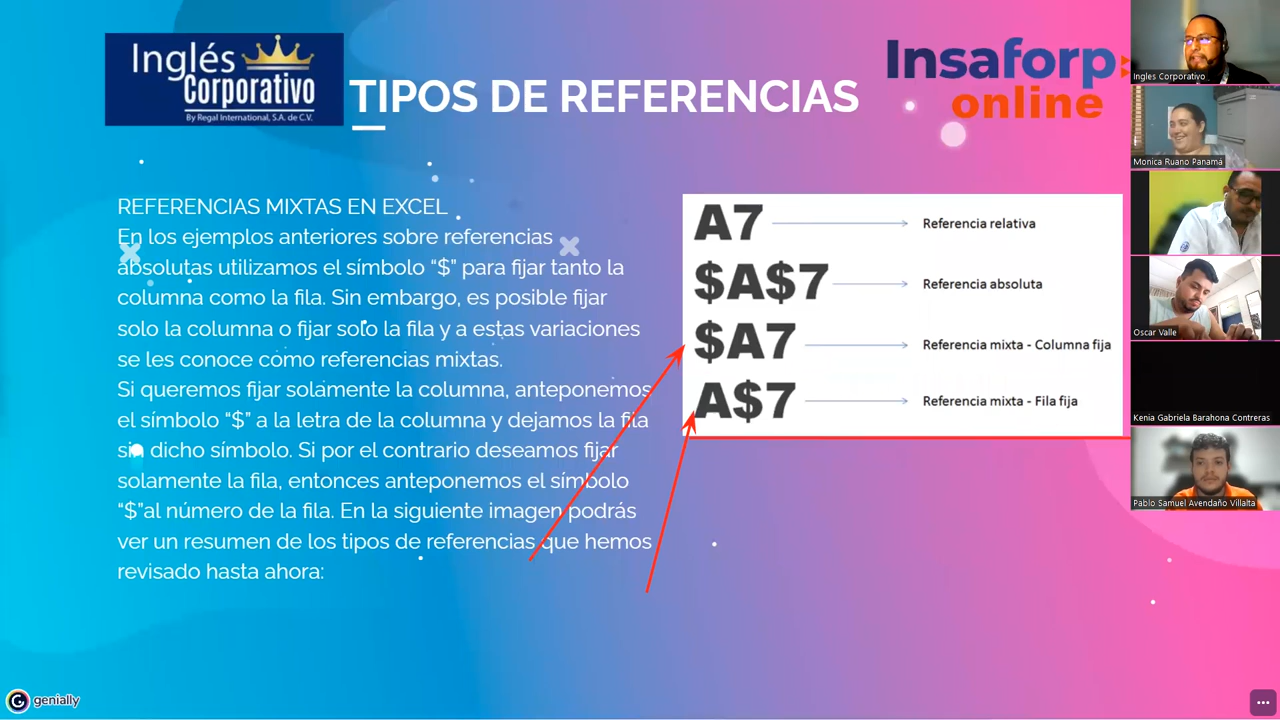 Inglés
Corporativo
By Regal International, S.A. de C.V.
TIPOS DE REFERENCIAS
Insaforp
online
REFERENCIAS MIXTAS EN EXCEL
En los ejemplos anteriores sobre referencias
absolutas utilizamos el símbolo “$” para fijar tanto la
columna como la fila. Sin embargo, es posible fijar
solo la columna o fijar solo la fila y a estas variaciones
se les conoce como referencias mixtas.
Si queremos fijar solamente la columna, anteponemos
el símbolo “$” a la letra de la columna y dejamos la fila
sin dicho símbolo. Si por el contrario deseamos fijar
solamente la fila, entonces anteponemos el símbolo
“$”al número de la fila. En la siguiente imagen podrás
ver un resumen de los tipos de referencias que hemos
revisado hasta ahora:
A7 Referencia relativa
$A$7 Referencia absoluta
$A7 Referencia mixta - Columna fija
A$7 Referencia mixta - Fila fija
Ingles Corporativo
Monica Ruano Panamá
Oscar Valle
Kenia Gabriela Barahona Contreras
Pablo Samuel Avendaño Villalta
genially